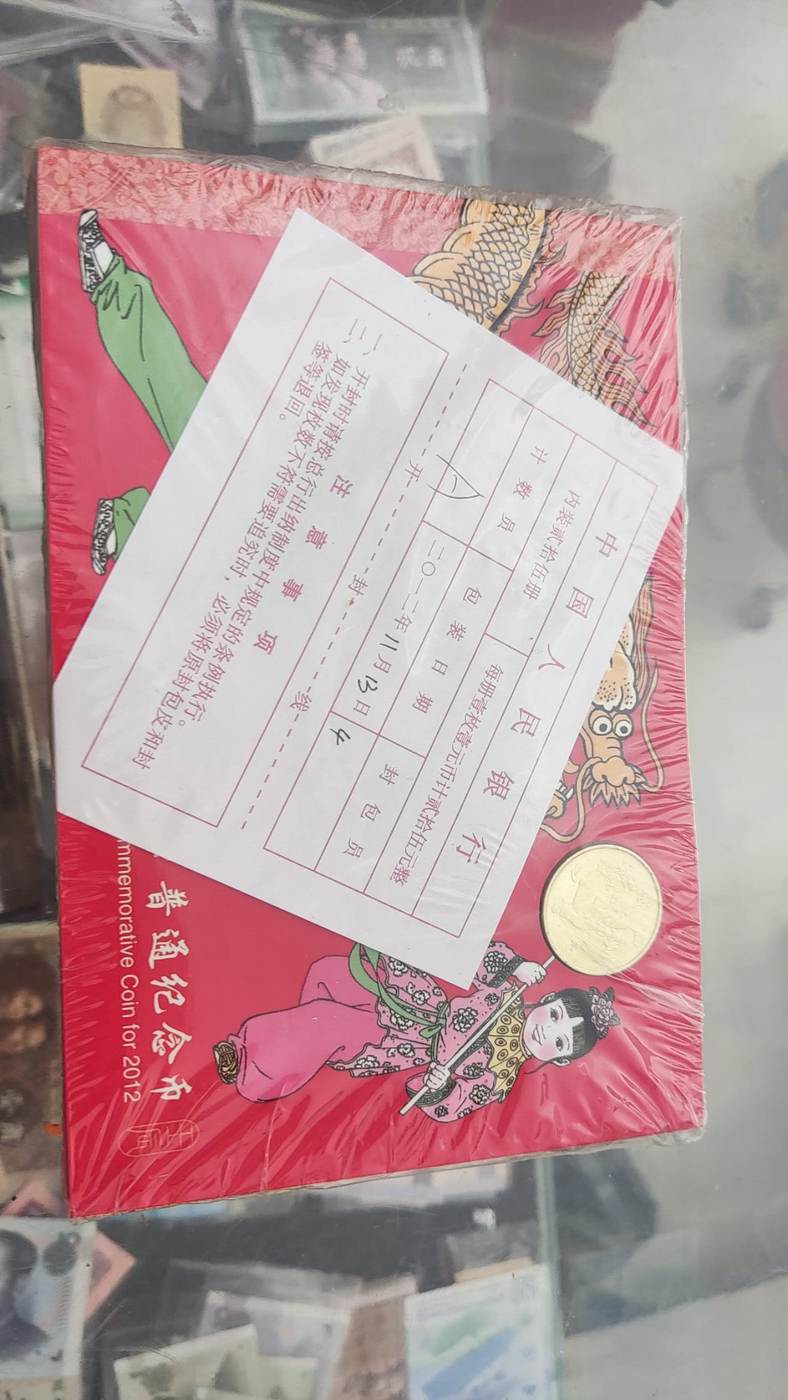 中国人民银行
内装贰拾伍册 每册壹枚壹元币计贰拾伍元整
计数员 包装日期 封包员
二〇一二年11月13日 4
开 封 线
注意事项
一、开封时请按总行出纳制度中规定的条例执行。
二、如发现枚数不符需要追究时，必须将原封包皮和封
签等退回。
普通纪念币
mmemorative Coin for 2012